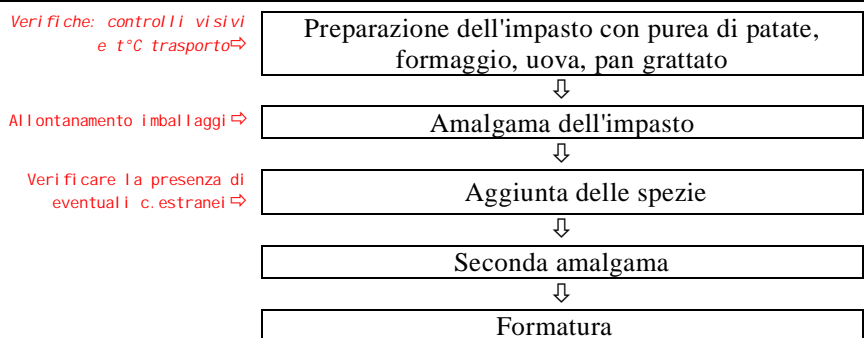 Verifiche: controlli visivi
e t°C trasporto⇨
Preparazione dell'impasto con purea di patate,
formaggio, uova, pan grattato
⇩
Allontanamento imballaggi⇨
Amalgama dell'impasto
⇩
Verificare la presenza di
eventuali c.estranei⇨
Aggiunta delle spezie
⇩
Seconda amalgama
⇩
Formatura